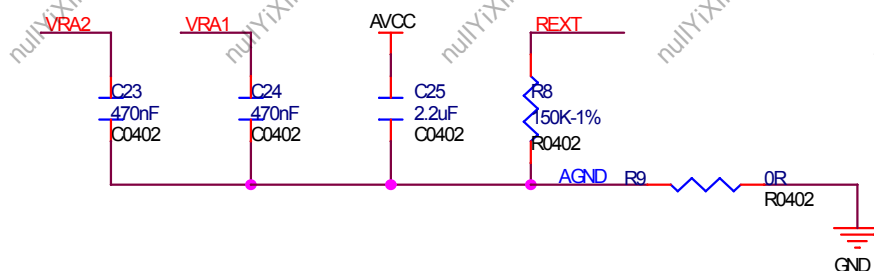 VRA2
VRA1
AVCC
REXT
C23
470nF
C0402
C24
470nF
C0402
C25
2.2uF
C0402
R8
150K-1%
R0402
AGND
R9
0R
R0402
GND
nullYiXin
nullYiXin
nullYiXin
nullYiXin